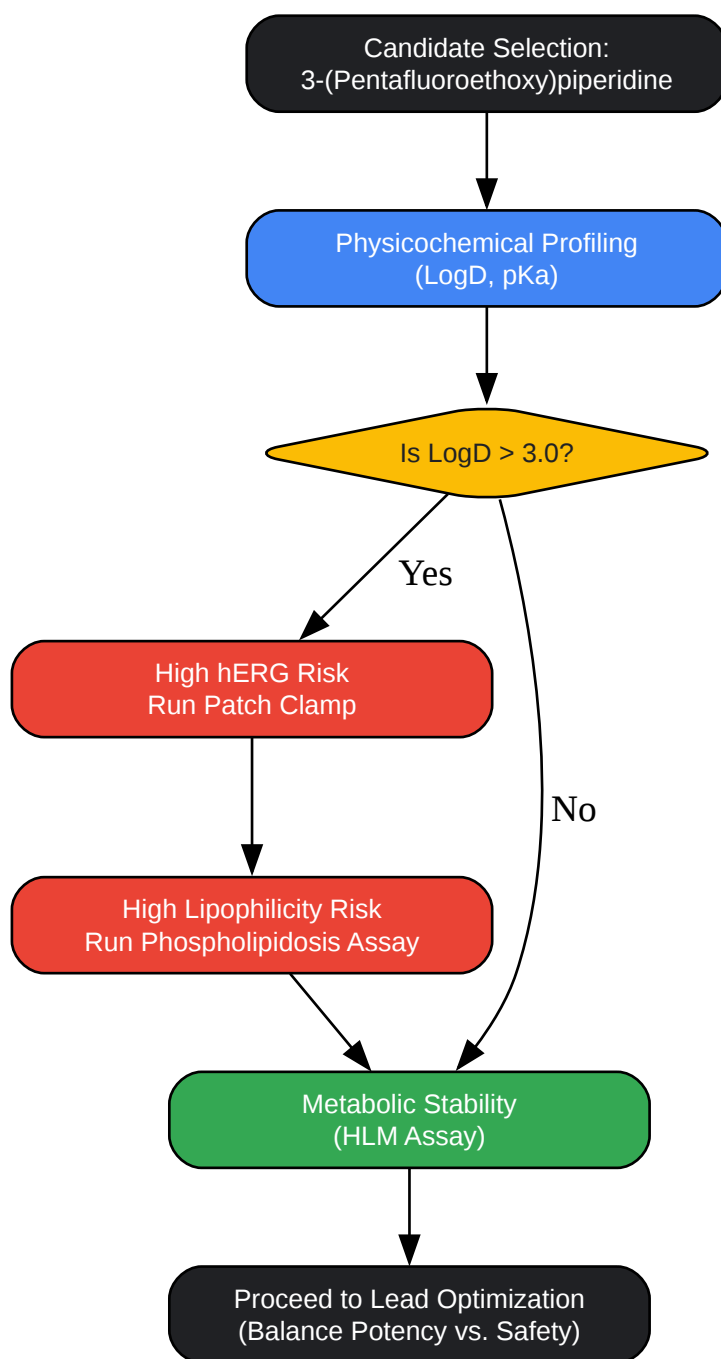 Candidate Selection:
3-(Pentafluoroethoxy)piperidine
Physicochemical Profiling
(LogD, pKa)
Is LogD > 3.0?
Yes
High hERG Risk
Run Patch Clamp
No
High Lipophilicity Risk
Run Phospholipidosis Assay
Metabolic Stability
(HLM Assay)
Proceed to Lead Optimization
(Balance Potency vs. Safety)